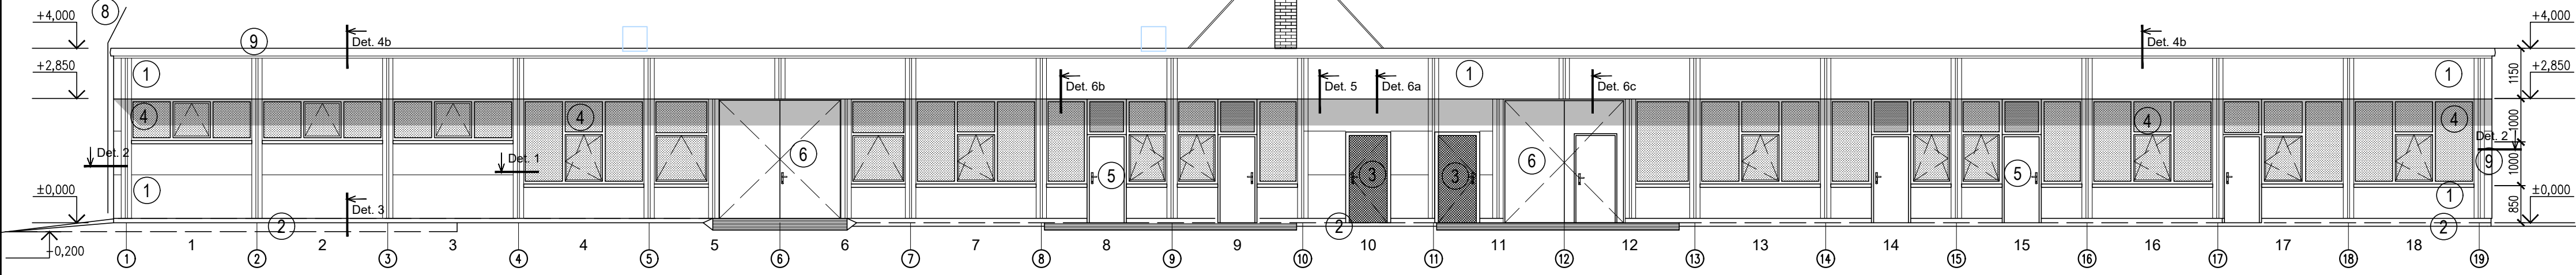 8
+4,000
9
Det. 4b
Det. 4b
+4,000
+2,850
1
Det. 6b
Det. 5
Det. 6a
1
Det. 6c
1
1150
+2,850
4
4
4
4
1000
Det. 2
Det. 1
6
5
3
3
6
5
Det. 2
9
1000
±0,000
1
Det. 3
1
850
±0,000
2
2
2
+0,200
1 2 3 4 5 6 7 8 9 10 11 12 13 14 15 16 17 18
1 2 3 4 5 6 7 8 9 10 11 12 13 14 15 16 17 18 19